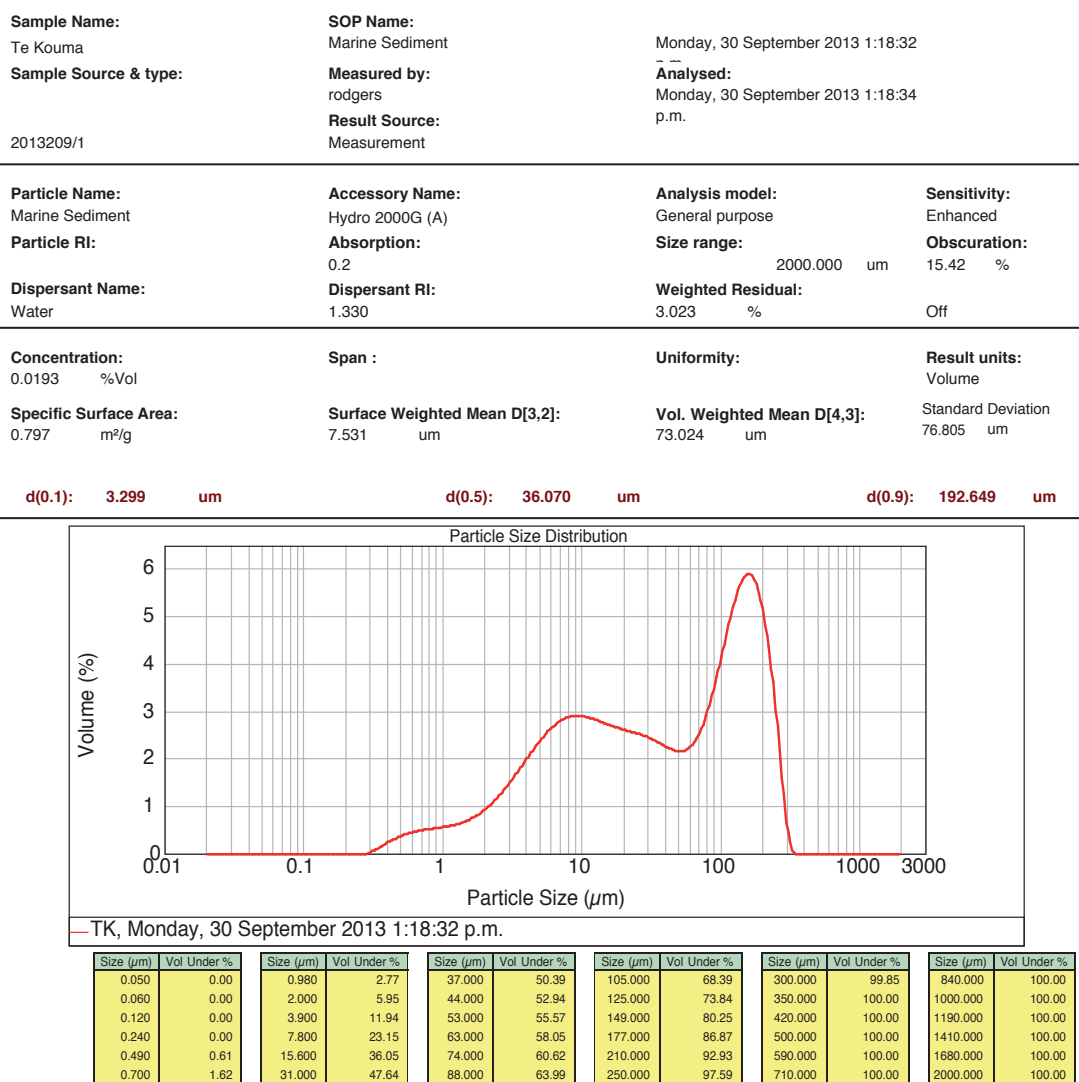 Sample Name: SOP Name:
Te Kouma Marine Sediment Monday, 30 September 2013 1:18:32
Sample Source & type: Measured by: Analysed:
rodgers Monday, 30 September 2013 1:18:34
Result Source: p.m.
2013209/1 Measurement
Particle Name: Accessory Name: Analysis model: Sensitivity:
Marine Sediment Hydro 2000G (A) General purpose Enhanced
Particle RI: Absorption: Size range: Obscuration:
0.2 2000.000 um 15.42 %
Dispersant Name: Dispersant RI: Weighted Residual:
Water 1.330 3.023 % Off
Concentration: Span : Uniformity: Result units:
0.0193 %Vol Volume
Specific Surface Area: Surface Weighted Mean D[3,2]: Vol. Weighted Mean D[4,3]: Standard Deviation
0.797 m²/g 7.531 um 73.024 um 76.805 um
d(0.1): 3.299 um d(0.5): 36.070 um d(0.9): 192.649 um
Particle Size Distribution
Volume (%)
6
5
4
3
2
1
0
0.01 0.1 1 10 100 1000 3000
Particle Size (µm)
TK, Monday, 30 September 2013 1:18:32 p.m.
Size (µm) Vol Under % Size (µm) Vol Under % Size (µm) Vol Under % Size (µm) Vol Under % Size (µm) Vol Under % Size (µm) Vol Under %
0.050 0.00 0.980 2.77 37.000 50.39 105.000 68.39 300.000 99.85 840.000 100.00
0.060 0.00 2.000 5.95 44.000 52.94 125.000 73.84 350.000 100.00 1000.000 100.00
0.120 0.00 3.900 11.94 53.000 55.57 149.000 80.25 420.000 100.00 1190.000 100.00
0.240 0.00 7.800 23.15 63.000 58.05 177.000 86.87 500.000 100.00 1410.000 100.00
0.490 0.61 15.600 36.05 74.000 60.62 210.000 92.93 590.000 100.00 1680.000 100.00
0.700 1.62 31.000 47.64 88.000 63.99 250.000 97.59 710.000 100.00 2000.000 100.00